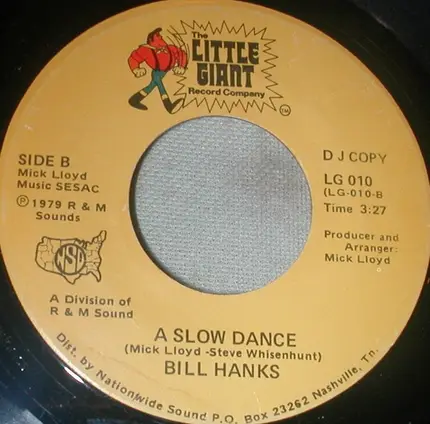 The
LITTLE
GIANT
Record Company
TM
SIDE B
Mick Lloyd
Music SESAC
Ⓟ 1979 R & M
Sounds
D J COPY
LG 010
(LG-010-B
Time 3:27
Producer and
Arranger:
Mick Lloyd
NSD
A Division of
R & M Sound
A SLOW DANCE
(Mick Lloyd -Steve Whisenhunt)
BILL HANKS
Dist. by Nationwide Sound P.O. Box 23262 Nashville, Tn.